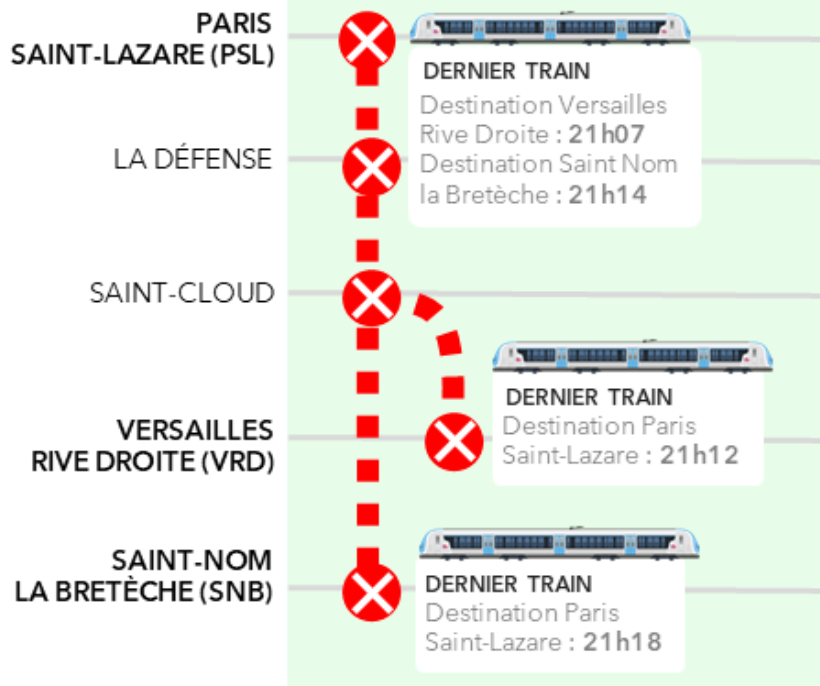 PARIS
SAINT-LAZARE (PSL)
DERNIER TRAIN
Destination Versailles
Rive Droite : 21h07
Destination Saint Nom
la Bretèche : 21h14
LA DÉFENSE
SAINT-CLOUD
VERSAILLES
RIVE DROITE (VRD)
DERNIER TRAIN
Destination Paris
Saint-Lazare : 21h12
SAINT-NOM
LA BRETÈCHE (SNB)
DERNIER TRAIN
Destination Paris
Saint-Lazare : 21h18